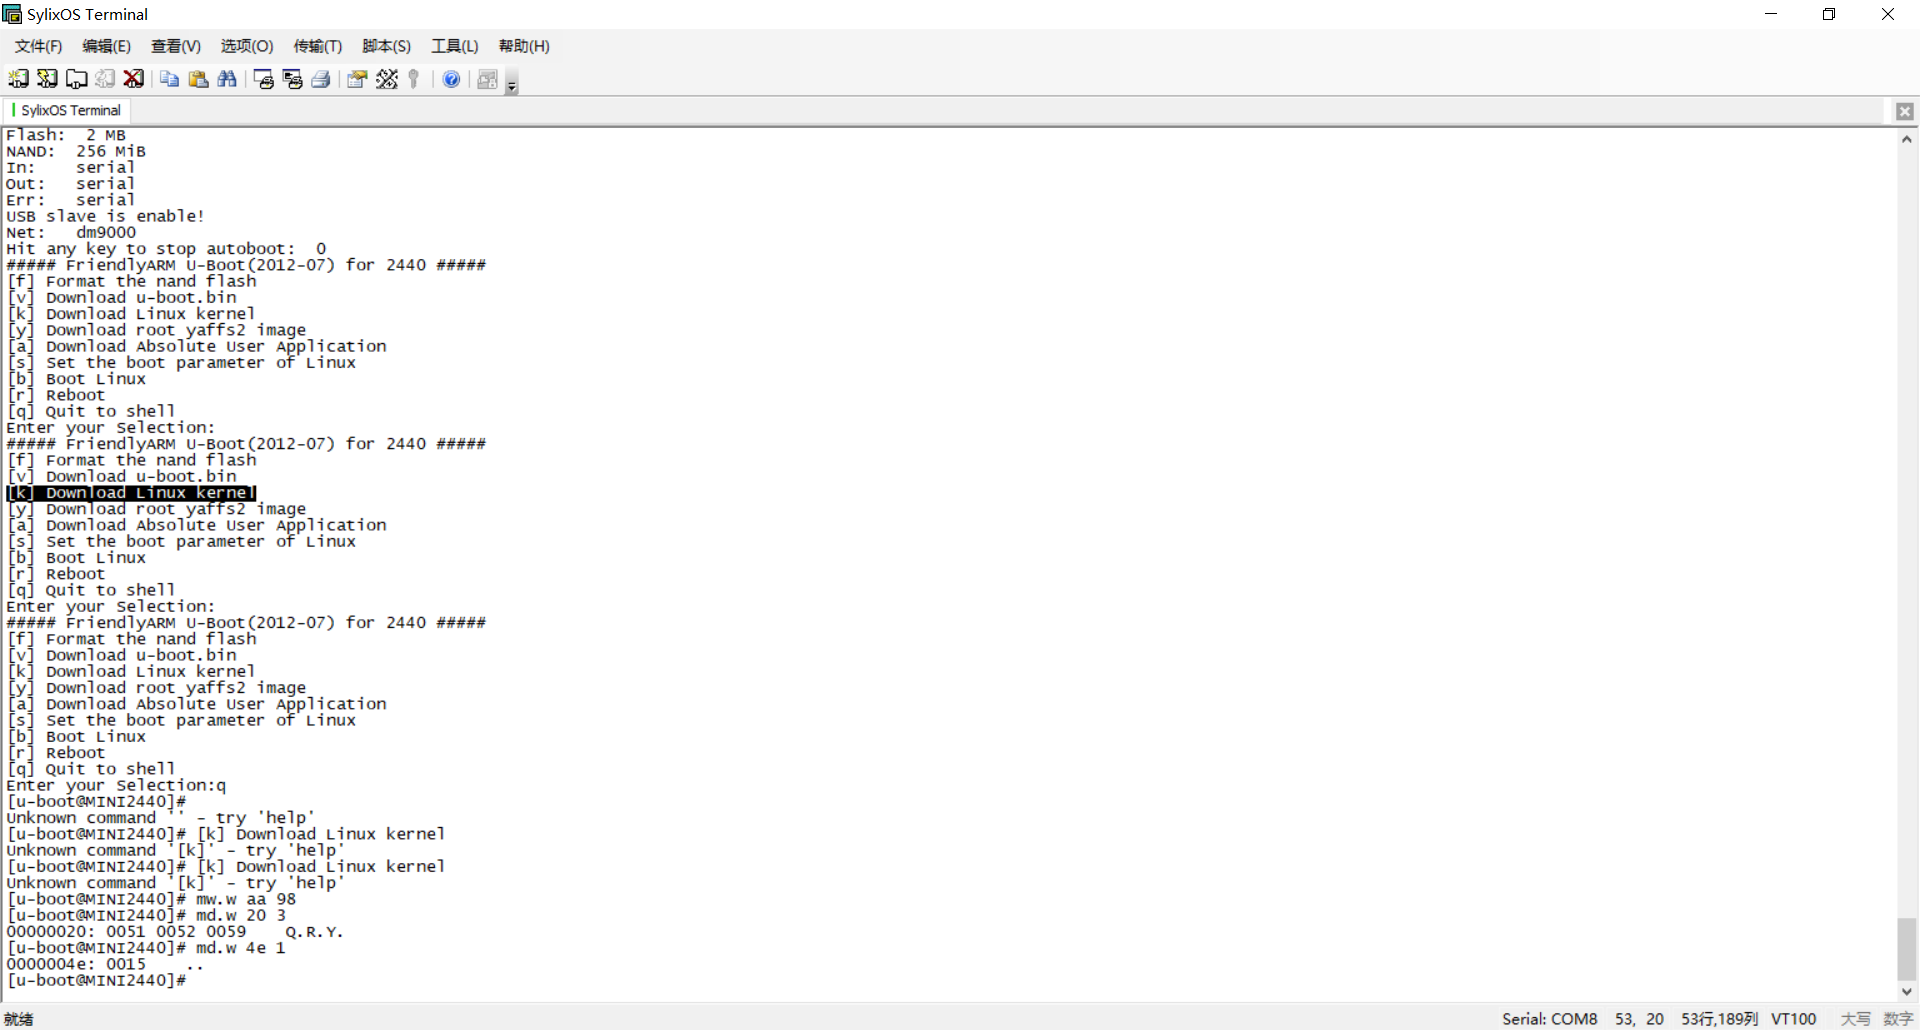 SylixOS Terminal
文件(F) 编辑(E) 查看(V) 选项(O) 传输(T) 脚本(S) 工具(L) 帮助(H)
SylixOS Terminal
Flash:  2 MB
NAND:  256 MiB
In:    serial
Out:   serial
Err:   serial
USB slave is enable!
Net:   dm9000
Hit any key to stop autoboot:  0
##### FriendlyARM U-Boot(2012-07) for 2440 #####
[f] Format the nand flash
[v] Download u-boot.bin
[k] Download Linux kernel
[y] Download root yaffs2 image
[a] Download Absolute User Application
[s] Set the boot parameter of Linux
[b] Boot Linux
[r] Reboot
[q] Quit to shell
Enter your Selection:
##### FriendlyARM U-Boot(2012-07) for 2440 #####
[f] Format the nand flash
[v] Download u-boot.bin
[k] Download Linux kernel
[y] Download root yaffs2 image
[a] Download Absolute User Application
[s] Set the boot parameter of Linux
[b] Boot Linux
[r] Reboot
[q] Quit to shell
Enter your Selection:
##### FriendlyARM U-Boot(2012-07) for 2440 #####
[f] Format the nand flash
[v] Download u-boot.bin
[k] Download Linux kernel
[y] Download root yaffs2 image
[a] Download Absolute User Application
[s] Set the boot parameter of Linux
[b] Boot Linux
[r] Reboot
[q] Quit to shell
Enter your Selection:q
[u-boot@MINI2440]#
Unknown command '' - try 'help'
[u-boot@MINI2440]# [k] Download Linux kernel
Unknown command '[k]' - try 'help'
[u-boot@MINI2440]# [k] Download Linux kernel
Unknown command '[k]' - try 'help'
[u-boot@MINI2440]# mw.w aa 98
[u-boot@MINI2440]# md.w 20 3
00000020: 0051 0052 0059    Q.R.Y.
[u-boot@MINI2440]# md.w 4e 1
0000004e: 0015    ..
[u-boot@MINI2440]#
就绪 Serial: COM8 53, 20 53行,189列 VT100 大写 数字